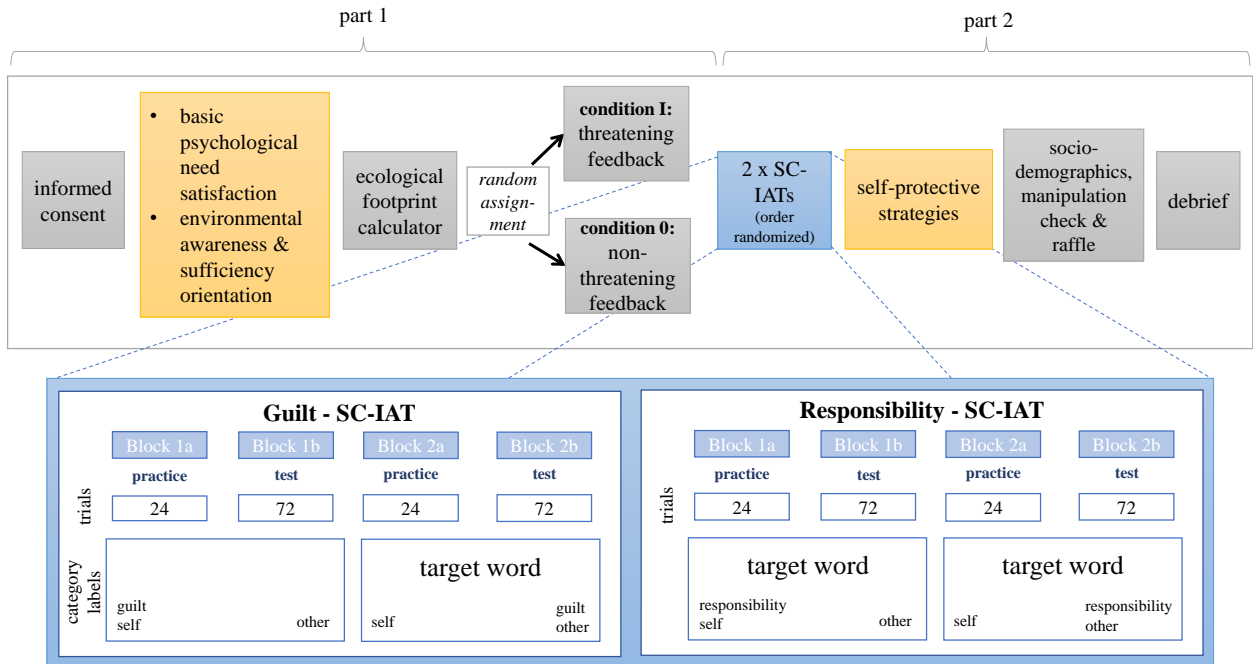 part 1
part 2
informed
consent
• basic
psychological
need
satisfaction
• environmental
awareness &
sufficiency
orientation
ecological
footprint
calculator
random
assign-
ment
condition I:
threatening
feedback
condition 0:
non-
threatening
feedback
2 x SC-
IATs
(order
randomized)
self-protective
strategies
socio-
demographics,
manipulation
check &
raffle
debrief
Guilt - SC-IAT
Block 1a Block 1b Block 2a Block 2b
practice test practice test
trials
24 72 24 72
category
labels
guilt
self other
target word
self
guilt
other
Responsibility - SC-IAT
Block 1a Block 1b Block 2a Block 2b
practice test practice test
trials
24 72 24 72
target word
responsibility
self other
target word
self
responsibility
other